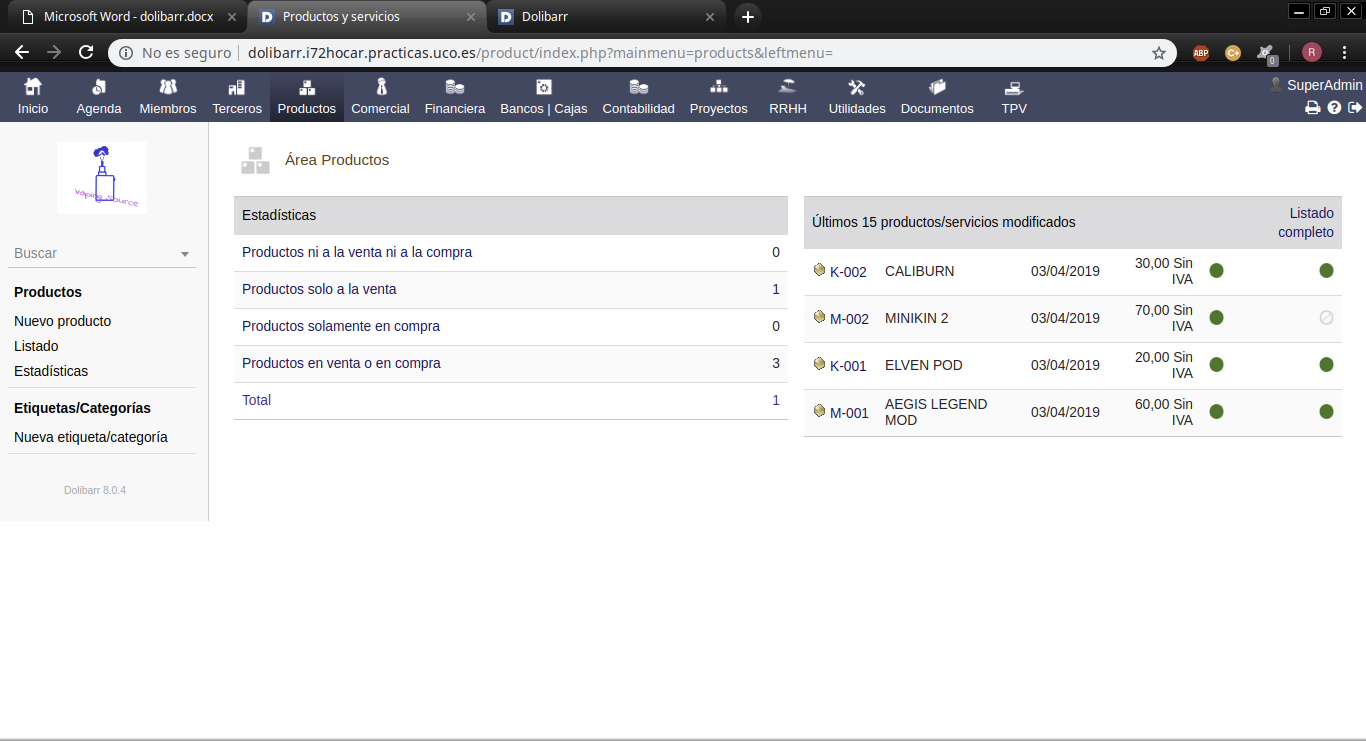 Microsoft Word - dolibarr.docx
Productos y servicios
Dolibarr
No es seguro
dolibarr.i72hocar.practicas.uco.es/product/index.php?mainmenu=products&leftmenu=
ABP
C+
0
R
Inicio
Agenda
Miembros
Terceros
Productos
Comercial
Financiera
Bancos | Cajas
Contabilidad
Proyectos
RRHH
Utilidades
Documentos
TPV
SuperAdmin
vaping source
Buscar
Productos
Nuevo producto
Listado
Estadísticas
Etiquetas/Categorías
Nueva etiqueta/categoría
Dolibarr 8.0.4
Área Productos
Estadísticas
Productos ni a la venta ni a la compra 0
Productos solo a la venta 1
Productos solamente en compra 0
Productos en venta o en compra 3
Total 1
Últimos 15 productos/servicios modificados
Listado
completo
K-002 CALIBURN 03/04/2019 30,00 Sin
IVA
M-002 MINIKIN 2 03/04/2019 70,00 Sin
IVA
K-001 ELVEN POD 03/04/2019 20,00 Sin
IVA
M-001 AEGIS LEGEND
MOD 03/04/2019 60,00 Sin
IVA